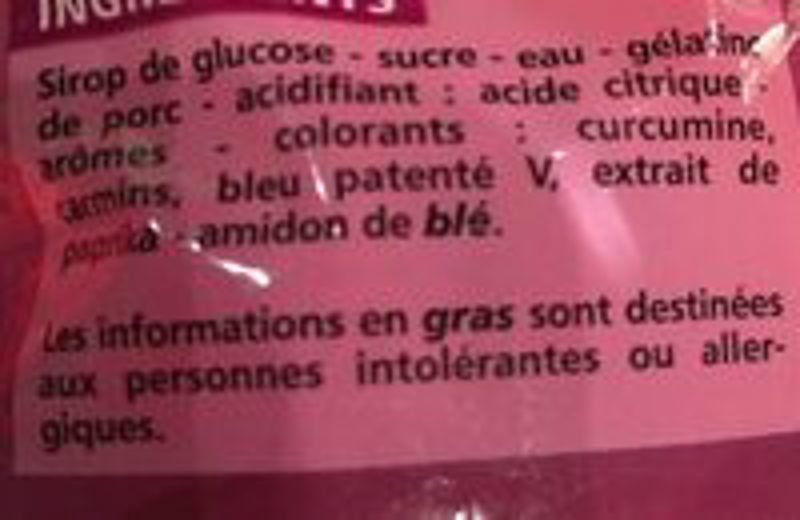 INGRÉDIENTS
Sirop de glucose - sucre - eau - gélatine
de porc - acidifiant : acide citrique -
arômes - colorants : curcumine,
carmins, bleu patenté V, extrait de
paprika - amidon de blé.
Les informations en gras sont destinées
aux personnes intolérantes ou aller-
giques.